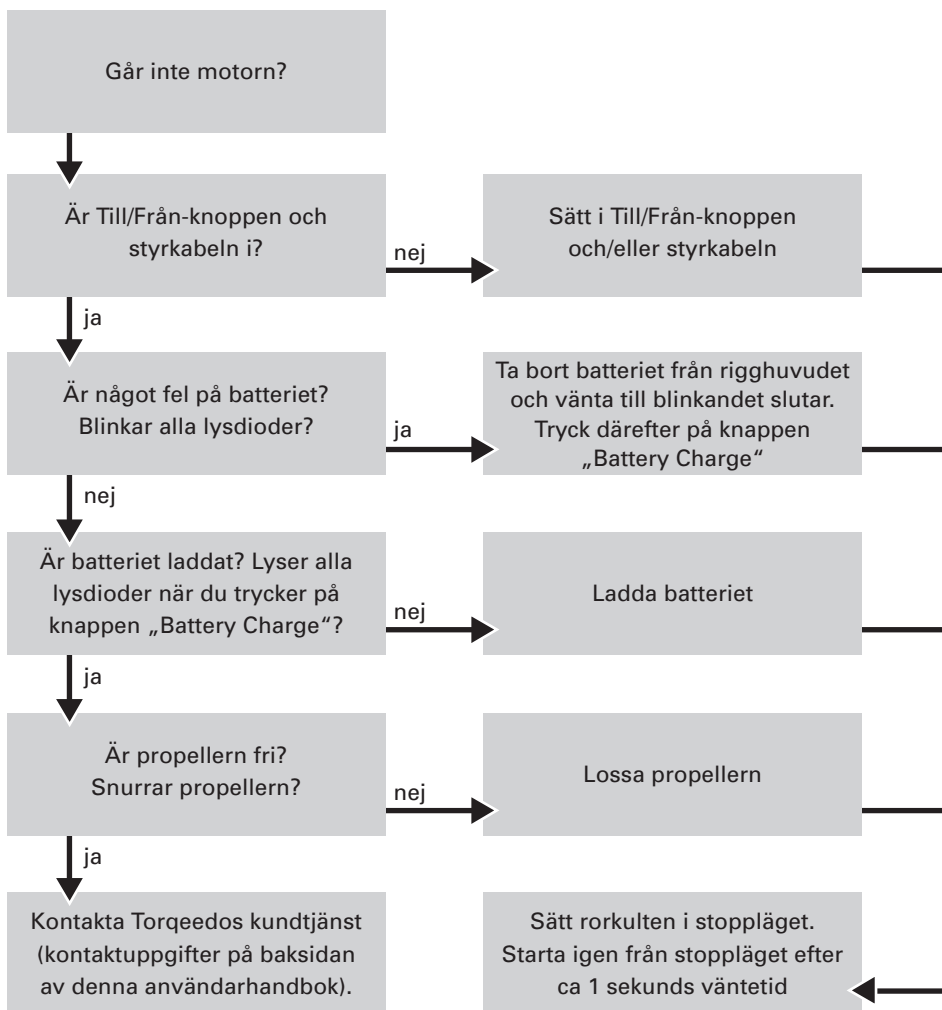 Går inte motorn?
Är Till/Från-knoppen och
styrkabeln i?
nej
Sätt i Till/Från-knoppen
och/eller styrkabeln
ja
Är något fel på batteriet?
Blinkar alla lysdioder?
ja
Ta bort batteriet från rigghuvudet
och vänta till blinkandet slutar.
Tryck därefter på knappen
„Battery Charge“
nej
Är batteriet laddat? Lyser alla
lysdioder när du trycker på
knappen „Battery Charge“?
nej
Ladda batteriet
ja
Är propellern fri?
Snurrar propellern?
nej
Lossa propellern
ja
Kontakta Torqeedos kundtjänst
(kontaktuppgifter på baksidan
av denna användarhandbok).
Sätt rorkulten i stoppläget.
Starta igen från stoppläget efter
ca 1 sekunds väntetid